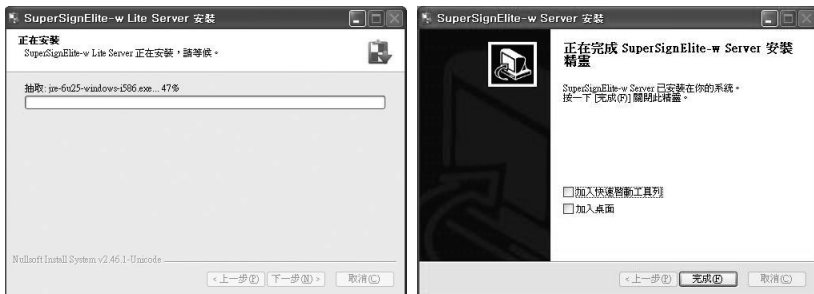 SuperSignElite-w Lite Server 安裝
正在安裝
SuperSignElite-w Lite Server 正在安裝，請等候。
抽取: jre-6u25-windows-i586.exe... 47%
Nullsoft Install System v2.46.1-Unicode
<上一步(P) 下一步(N)> 取消(C)
SuperSignElite-w Server 安裝
正在完成 SuperSignElite-w Server 安裝
精靈
SuperSignElite-w Server 已安裝在你的系統。
按一下 [完成(F)] 關閉此精靈。
加入快速啟動工具列
加入桌面
<上一步(P) 完成(F) 取消(C)